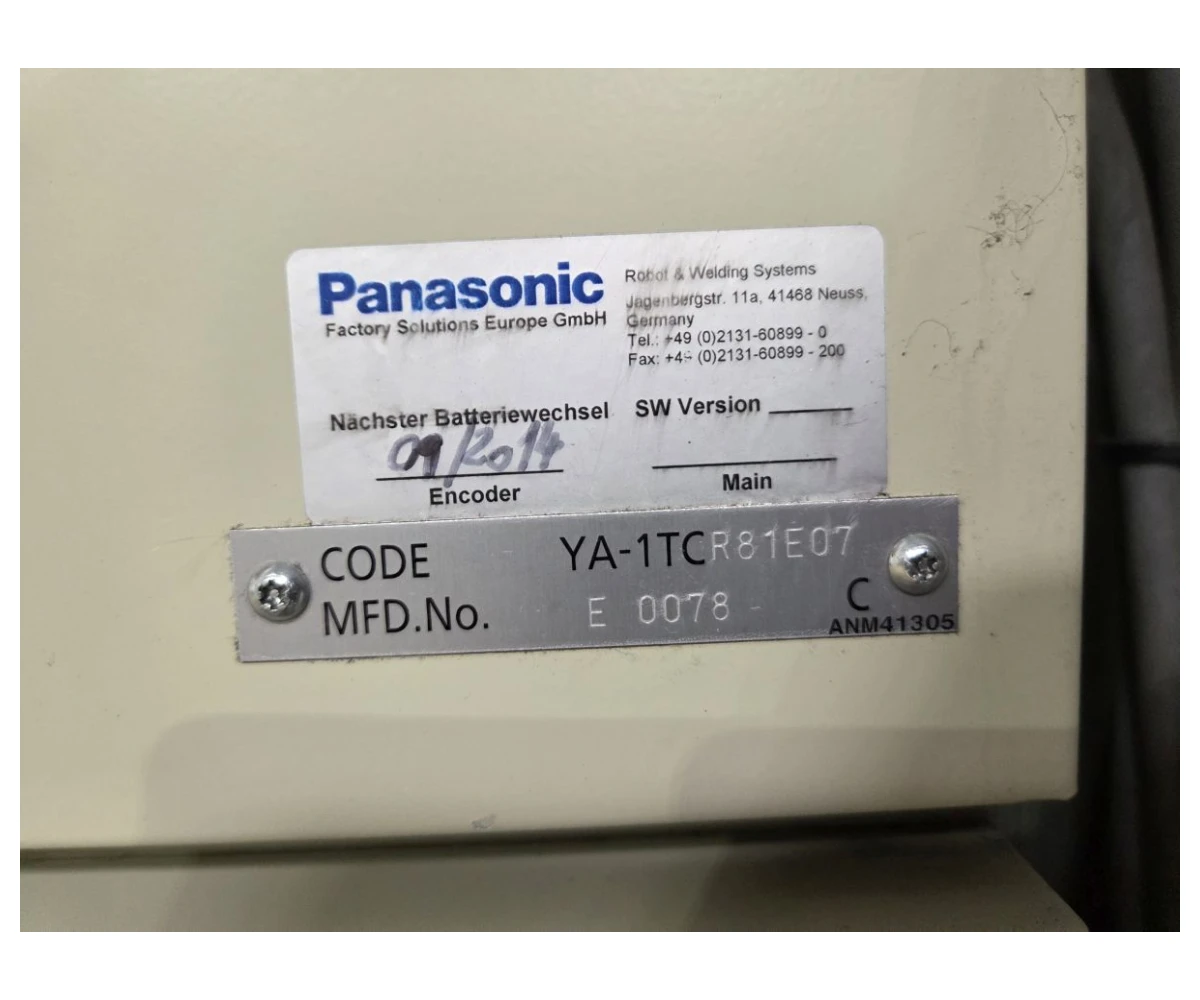 Panasonic
Factory Solutions Europe GmbH
Robot & Welding Systems
Jagenbergstr. 11a, 41468 Neuss,
Germany
Tel.: +49 (0)2131-60899 - 0
Fax: +49 (0)2131-60899 - 200
Nächster Batteriewechsel
09/2014
Encoder
SW Version
Main
CODE YA-1TCR81E07
MFD.No. E 0078 C
ANM41305